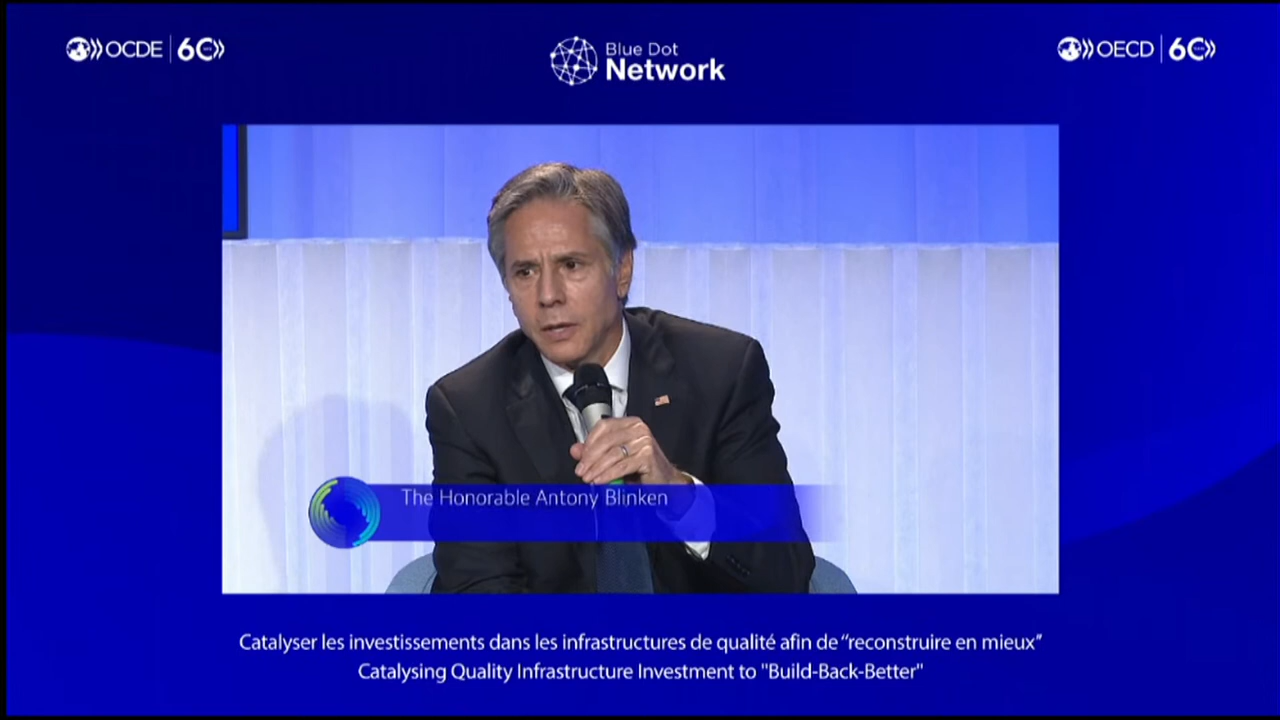 OCDE 60
Blue Dot
Network
OECD 60
The Honorable Antony Blinken
Catalyser les investissements dans les infrastructures de qualité afin de “reconstruire en mieux”
Catalysing Quality Infrastructure Investment to "Build-Back-Better"